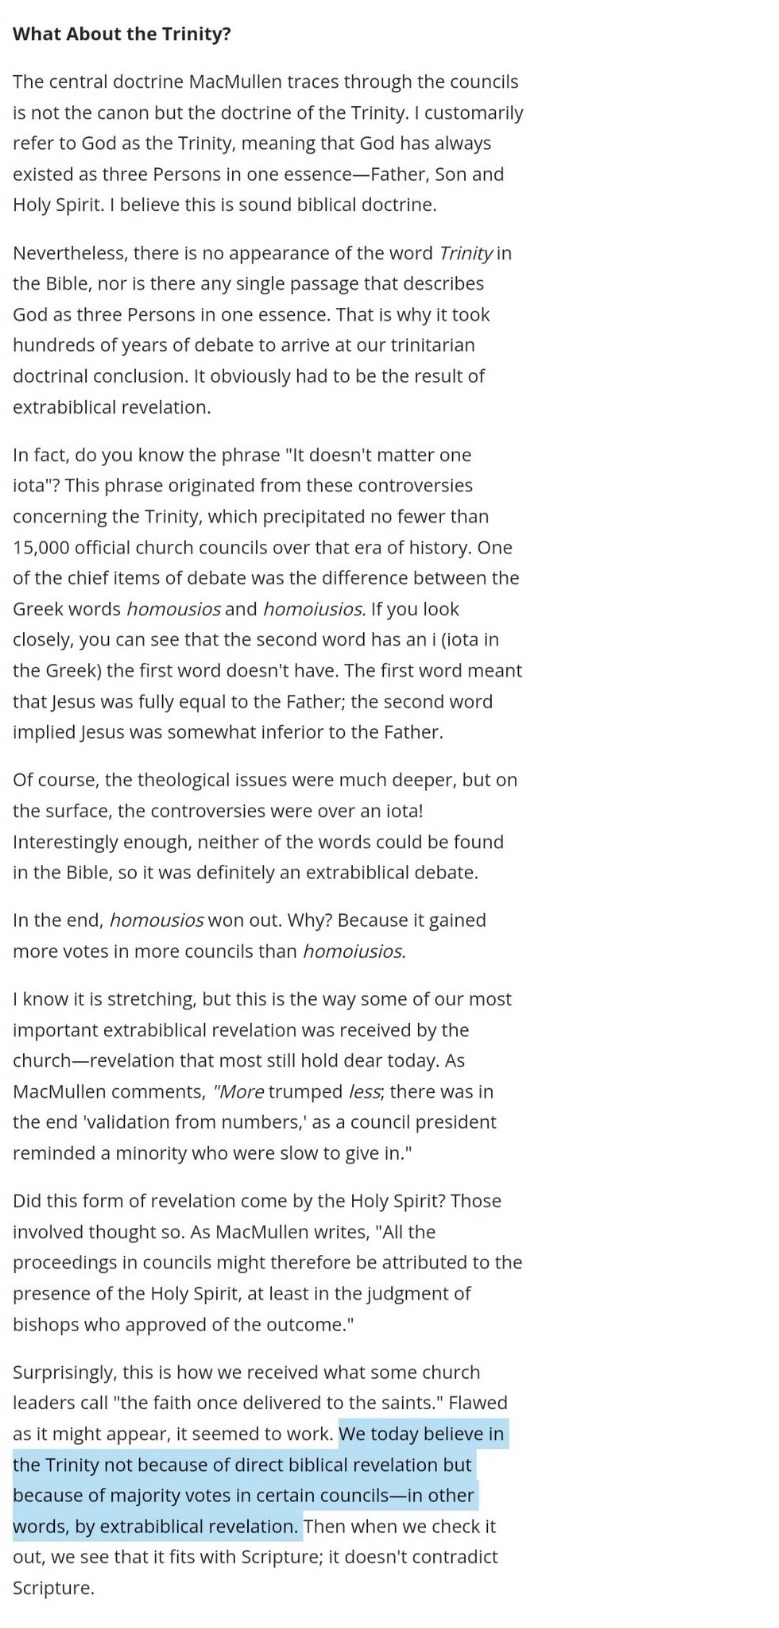 What About the Trinity?
The central doctrine MacMullen traces through the councils
is not the canon but the doctrine of the Trinity. I customarily
refer to God as the Trinity, meaning that God has always
existed as three Persons in one essence—Father, Son and
Holy Spirit. I believe this is sound biblical doctrine.
Nevertheless, there is no appearance of the word Trinity in
the Bible, nor is there any single passage that describes
God as three Persons in one essence. That is why it took
hundreds of years of debate to arrive at our trinitarian
doctrinal conclusion. It obviously had to be the result of
extrabiblical revelation.
In fact, do you know the phrase "It doesn't matter one
iota"? This phrase originated from these controversies
concerning the Trinity, which precipitated no fewer than
15,000 official church councils over that era of history. One
of the chief items of debate was the difference between the
Greek words homousios and homoiusios. If you look
closely, you can see that the second word has an i (iota in
the Greek) the first word doesn't have. The first word meant
that Jesus was fully equal to the Father; the second word
implied Jesus was somewhat inferior to the Father.
Of course, the theological issues were much deeper, but on
the surface, the controversies were over an iota!
Interestingly enough, neither of the words could be found
in the Bible, so it was definitely an extrabiblical debate.
In the end, homousios won out. Why? Because it gained
more votes in more councils than homoiusios.
I know it is stretching, but this is the way some of our most
important extrabiblical revelation was received by the
church—revelation that most still hold dear today. As
MacMullen comments, "More trumped less; there was in
the end 'validation from numbers,' as a council president
reminded a minority who were slow to give in."
Did this form of revelation come by the Holy Spirit? Those
involved thought so. As MacMullen writes, "All the
proceedings in councils might therefore be attributed to the
presence of the Holy Spirit, at least in the judgment of
bishops who approved of the outcome."
Surprisingly, this is how we received what some church
leaders call "the faith once delivered to the saints." Flawed
as it might appear, it seemed to work. We today believe in
the Trinity not because of direct biblical revelation but
because of majority votes in certain councils—in other
words, by extrabiblical revelation. Then when we check it
out, we see that it fits with Scripture; it doesn't contradict
Scripture.